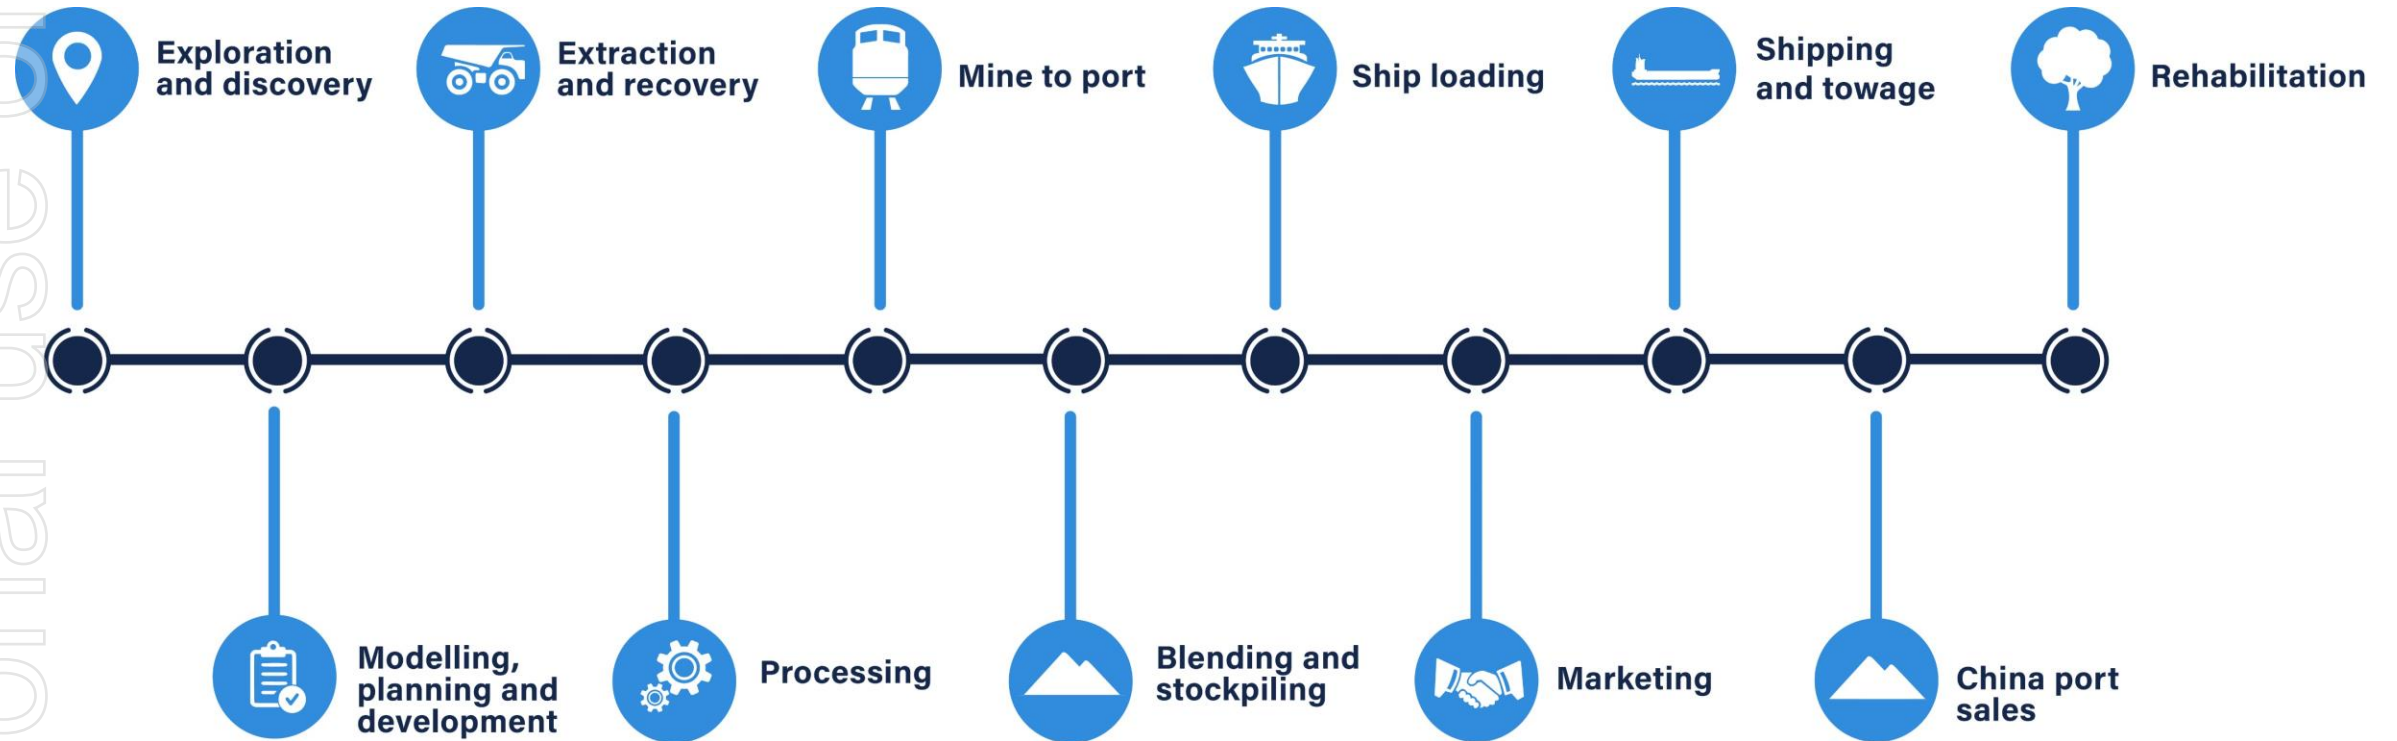 Exploration
and discovery
Extraction
and recovery
Mine to port
Ship loading
Shipping
and towage
Rehabilitation
Modelling,
planning and
development
Processing
Blending and
stockpiling
Marketing
China port
sales